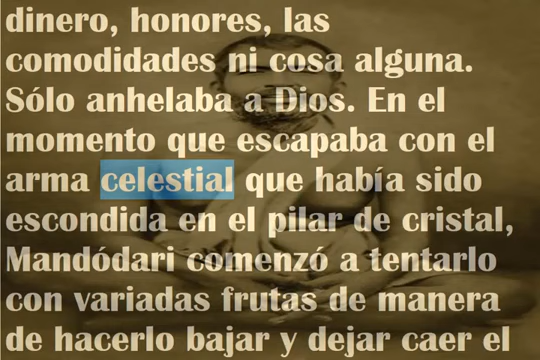 dinero, honores, las
comodidades ni cosa alguna.
Sólo anhelaba a Dios. En el
momento que escapaba con el
arma celestial que había sido
escondida en el pilar de cristal,
Mandódari comenzó a tentarlo
con variadas frutas de manera
de hacerlo bajar y dejar caer el